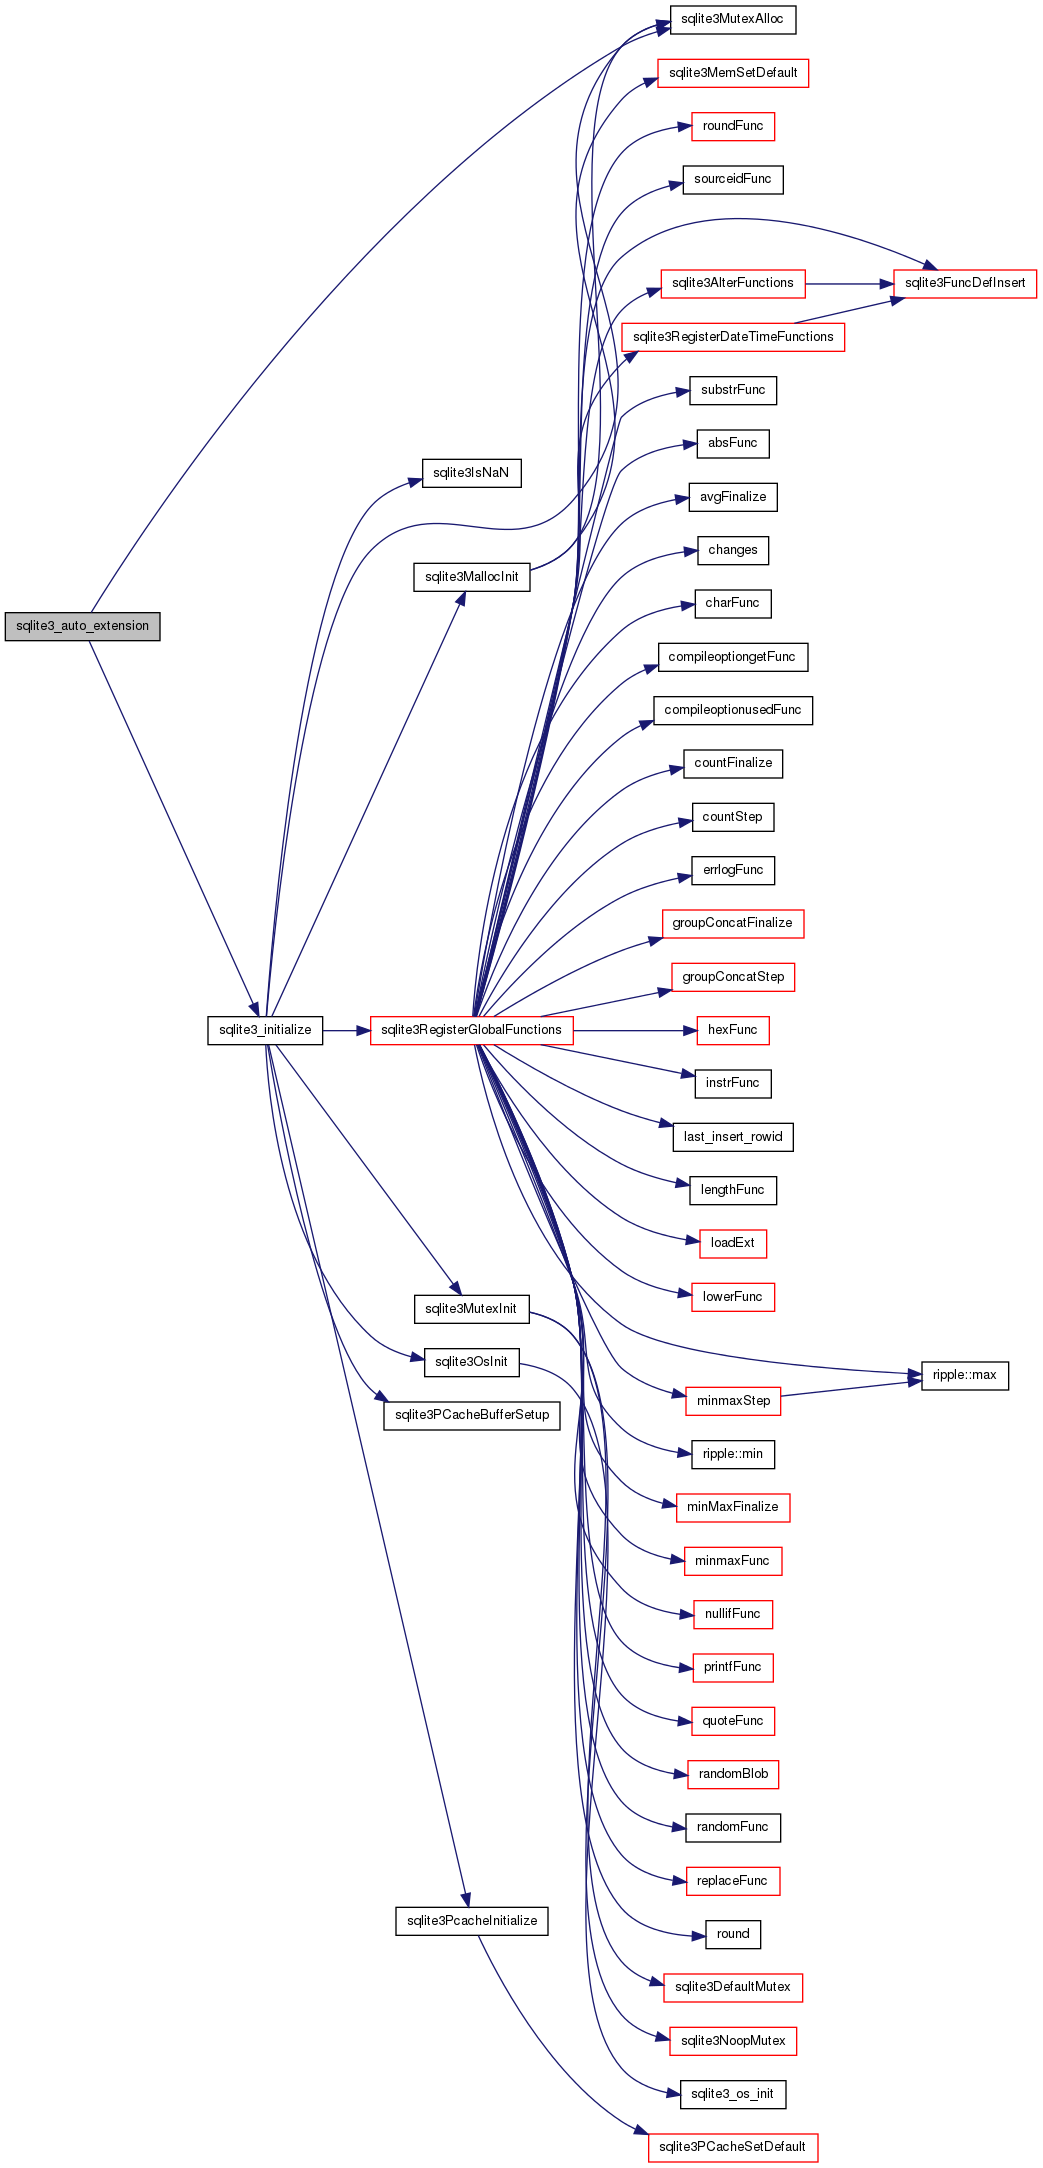 sqlite3MutexAlloc
sqlite3MemSetDefault
roundFunc
sourceidFunc
sqlite3AlterFunctions
sqlite3FuncDefInsert
sqlite3RegisterDateTimeFunctions
substrFunc
absFunc
sqlite3IsNaN
avgFinalize
changes
sqlite3MallocInit
charFunc
sqlite3_auto_extension
compileoptiongetFunc
compileoptionusedFunc
countFinalize
countStep
errlogFunc
groupConcatFinalize
groupConcatStep
sqlite3_initialize
sqlite3RegisterGlobalFunctions
hexFunc
instrFunc
last_insert_rowid
lengthFunc
loadExt
lowerFunc
sqlite3MutexInit
sqlite3OsInit
ripple::max
minmaxStep
sqlite3PCacheBufferSetup
ripple::min
minMaxFinalize
minmaxFunc
nullifFunc
printfFunc
quoteFunc
randomBlob
randomFunc
replaceFunc
sqlite3PcacheInitialize
round
sqlite3DefaultMutex
sqlite3NoopMutex
sqlite3_os_init
sqlite3PCacheSetDefault